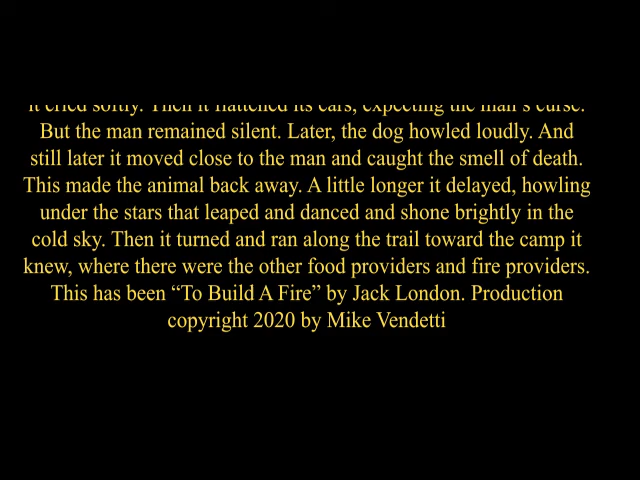 it cried softly. Then it flattened its ears, expecting the man's curse.
But the man remained silent. Later, the dog howled loudly. And
still later it moved close to the man and caught the smell of death.
This made the animal back away. A little longer it delayed, howling
under the stars that leaped and danced and shone brightly in the
cold sky. Then it turned and ran along the trail toward the camp it
knew, where there were the other food providers and fire providers.
This has been “To Build A Fire” by Jack London. Production
copyright 2020 by Mike Vendetti